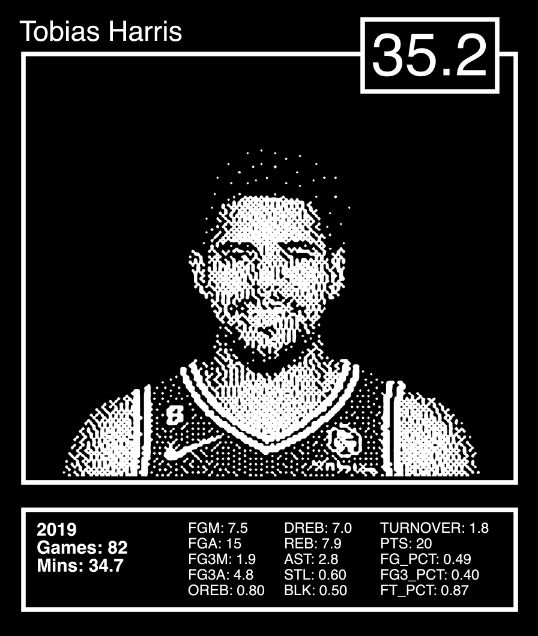 Tobias Harris
35.2
8
2019
Games: 82
Mins: 34.7
FGM: 7.5
FGA: 15
FG3M: 1.9
FG3A: 4.8
OREB: 0.80
DREB: 7.0
REB: 7.9
AST: 2.8
STL: 0.60
BLK: 0.50
TURNOVER: 1.8
PTS: 20
FG_PCT: 0.49
FG3_PCT: 0.40
FT_PCT: 0.87